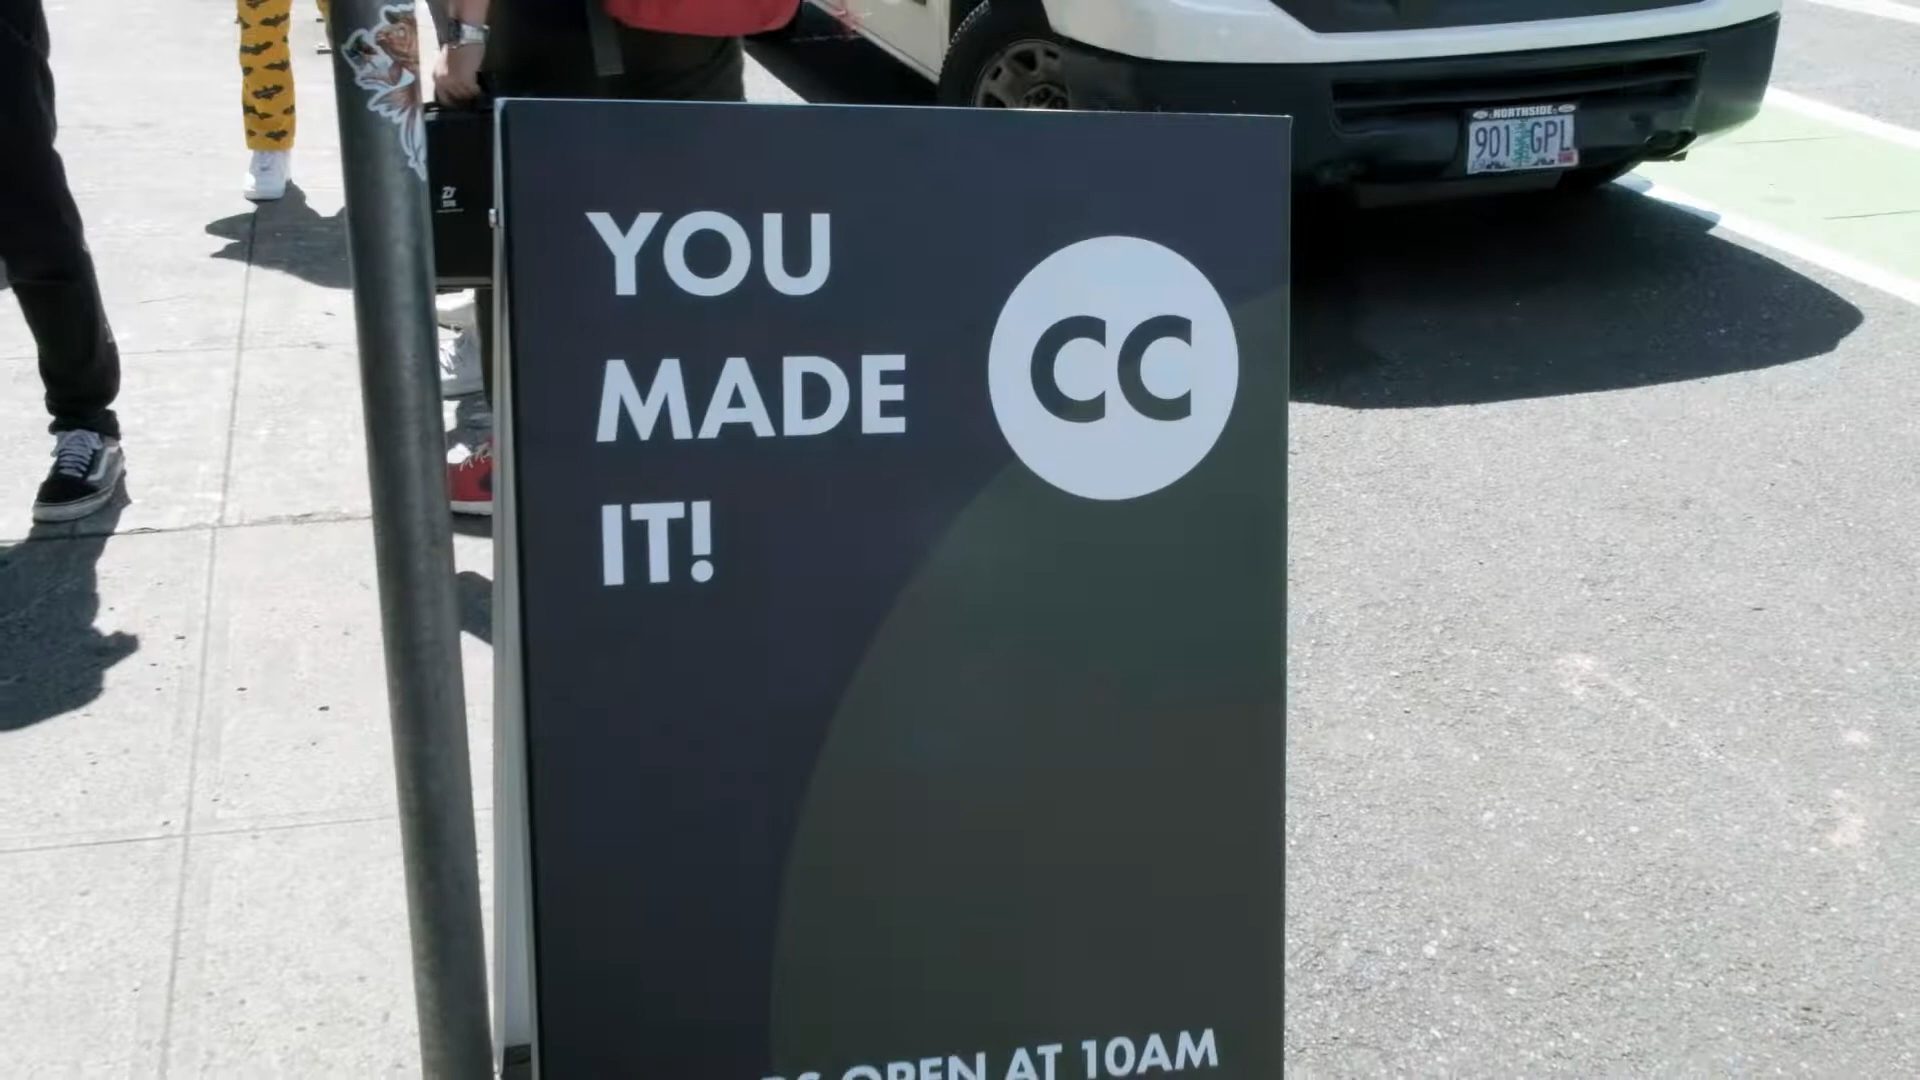 YOU
MADE
IT!
CC
OPEN AT 10AM
NORTHSIDE
901 GPL